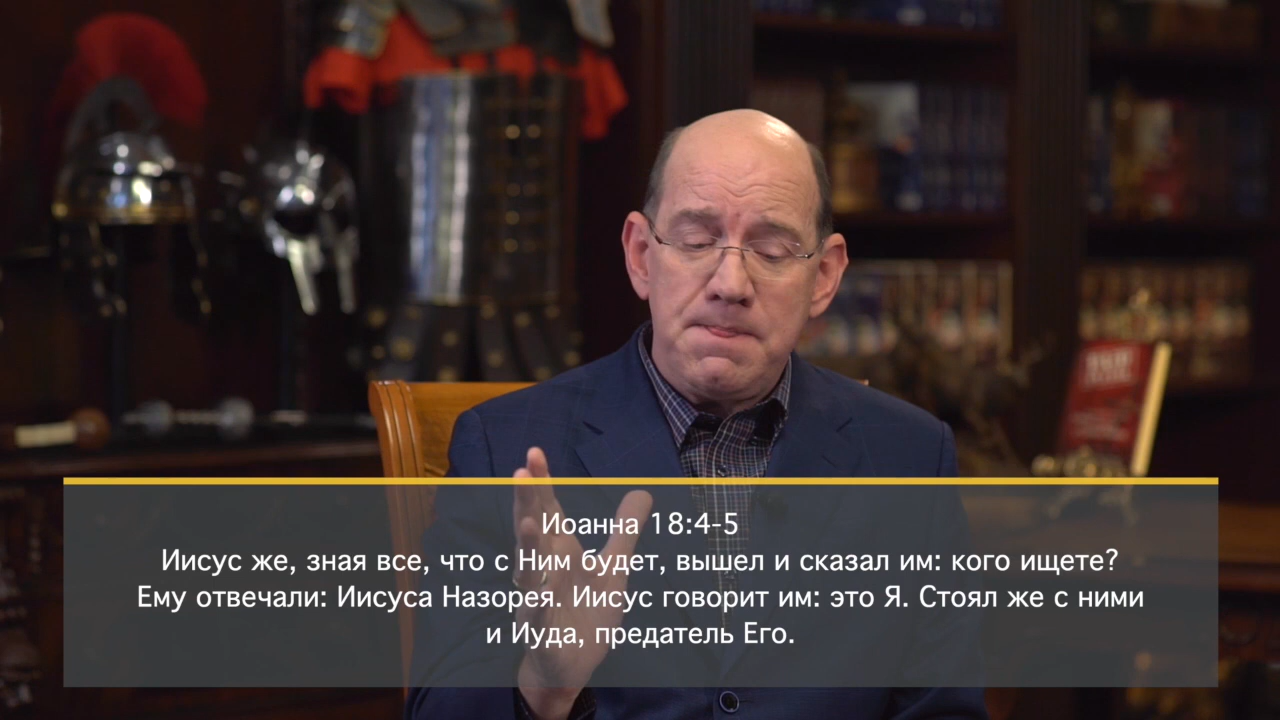 Иоанна 18:4-5
Иисус же, зная все, что с Ним будет, вышел и сказал им: кого ищете?
Ему отвечали: Иисуса Назорея. Иисус говорит им: это Я. Стоял же с ними
и Иуда, предатель Его.